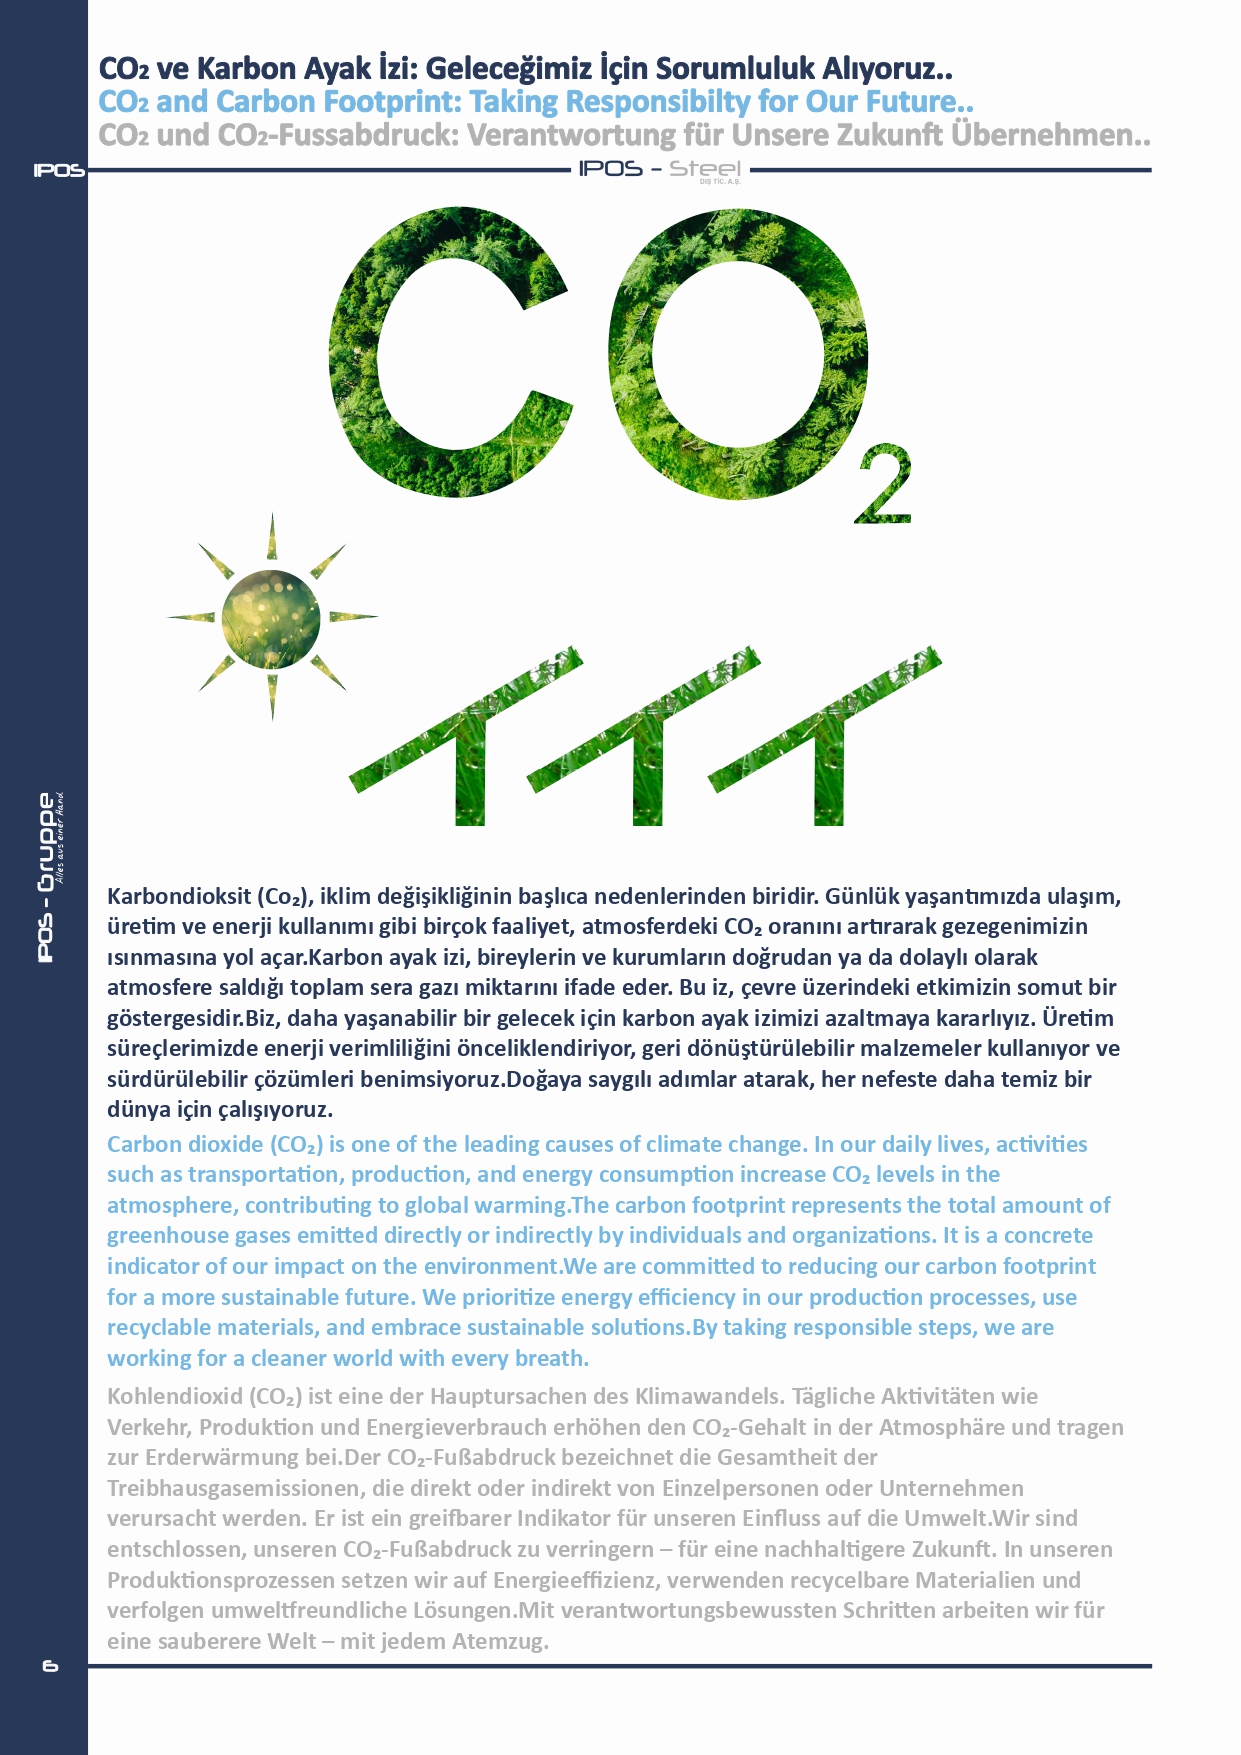 CO₂ ve Karbon Ayak İzi: Geleceğimiz İçin Sorumluluk Alıyoruz..
CO₂ and Carbon Footprint: Taking Responsibilty for Our Future..
CO₂ und CO₂-Fussabdruck: Verantwortung für Unsere Zukunft Übernehmen..
IPOS
IPOS - Steel
DIŞ TİC. A.Ş.
CO2
IPOS - Gruppe
Alles aus einer Hand
Karbondioksit (Co₂), iklim değişikliğinin başlıca nedenlerinden biridir. Günlük yaşantımızda ulaşım,
üretim ve enerji kullanımı gibi birçok faaliyet, atmosferdeki CO₂ oranını artırarak gezegenimizin
ısınmasına yol açar.Karbon ayak izi, bireylerin ve kurumların doğrudan ya da dolaylı olarak
atmosfere saldığı toplam sera gazı miktarını ifade eder. Bu iz, çevre üzerindeki etkimizin somut bir
göstergesidir.Biz, daha yaşanabilir bir gelecek için karbon ayak izimizi azaltmaya kararlıyız. Üretim
süreçlerimizde enerji verimliliğini önceliklendiriyor, geri dönüştürülebilir malzemeler kullanıyor ve
sürdürülebilir çözümleri benimsiyoruz.Doğaya saygılı adımlar atarak, her nefeste daha temiz bir
dünya için çalışıyoruz.
Carbon dioxide (CO₂) is one of the leading causes of climate change. In our daily lives, activities
such as transportation, production, and energy consumption increase CO₂ levels in the
atmosphere, contributing to global warming.The carbon footprint represents the total amount of
greenhouse gases emitted directly or indirectly by individuals and organizations. It is a concrete
indicator of our impact on the environment.We are committed to reducing our carbon footprint
for a more sustainable future. We prioritize energy efficiency in our production processes, use
recyclable materials, and embrace sustainable solutions.By taking responsible steps, we are
working for a cleaner world with every breath.
Kohlendioxid (CO₂) ist eine der Hauptursachen des Klimawandels. Tägliche Aktivitäten wie
Verkehr, Produktion und Energieverbrauch erhöhen den CO₂-Gehalt in der Atmosphäre und tragen
zur Erderwärmung bei.Der CO₂-Fußabdruck bezeichnet die Gesamtheit der
Treibhausgasemissionen, die direkt oder indirekt von Einzelpersonen oder Unternehmen
verursacht werden. Er ist ein greifbarer Indikator für unseren Einfluss auf die Umwelt.Wir sind
entschlossen, unseren CO₂-Fußabdruck zu verringern – für eine nachhaltigere Zukunft. In unseren
Produktionsprozessen setzen wir auf Energieeffizienz, verwenden recycelbare Materialien und
verfolgen umweltfreundliche Lösungen.Mit verantwortungsbewussten Schritten arbeiten wir für
eine sauberere Welt – mit jedem Atemzug.
6